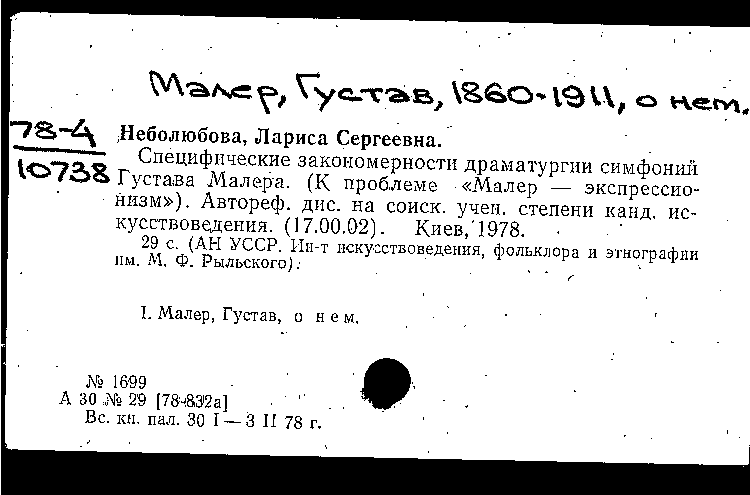 Малер, Густав, 1860-1911, о нем.
78-4
10738
Неболюбова, Лариса Сергеевна.
Специфические закономерности драматургии симфоний
Густава Малера. (К проблеме «Малер — экспрессио-
низм»). Автореф. дис. на соиск. учен. степени канд. ис-
кусствоведения. (17.00.02). Киев, 1978.
29 с. (АН УССР. Ин-т искусствоведения, фольклора и этнографии
им. М. Ф. Рыльского).
I. Малер, Густав, о нем.
№ 1699
А 30 № 29 [78-832а]
Вс. кн. пал. 30 I — 3 II 78 г.